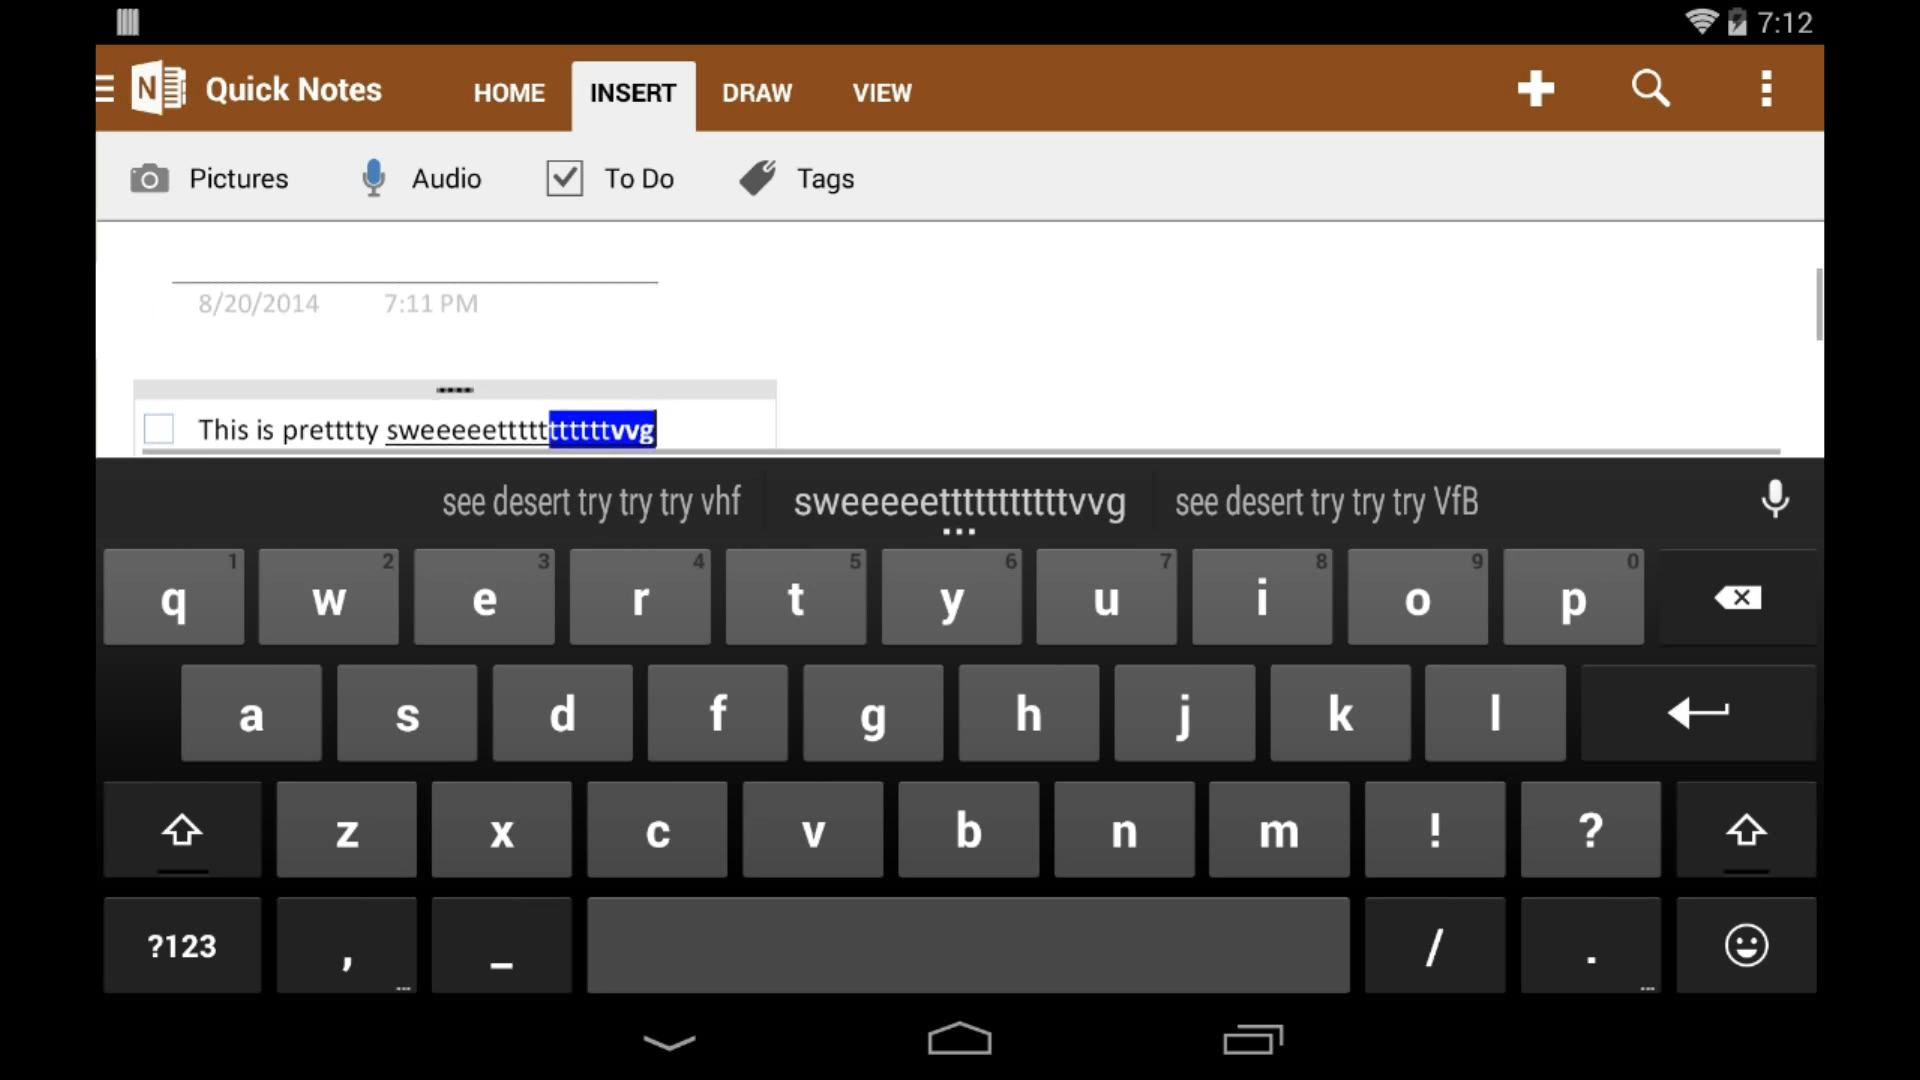 7:12
N Quick Notes HOME INSERT DRAW VIEW
Pictures Audio To Do Tags
8/20/2014 7:11 PM
This is pretttty sweeeeetttttttttttvvg
see desert try try try vhf sweeeeetttttttttttvvg see desert try try try VfB
q 1 w 2 e 3 r 4 t 5 y 6 u 7 i 8 o 9 p 0
a s d f g h j k l
z x c v b n m ! ?
?123 , ... _ / . ...